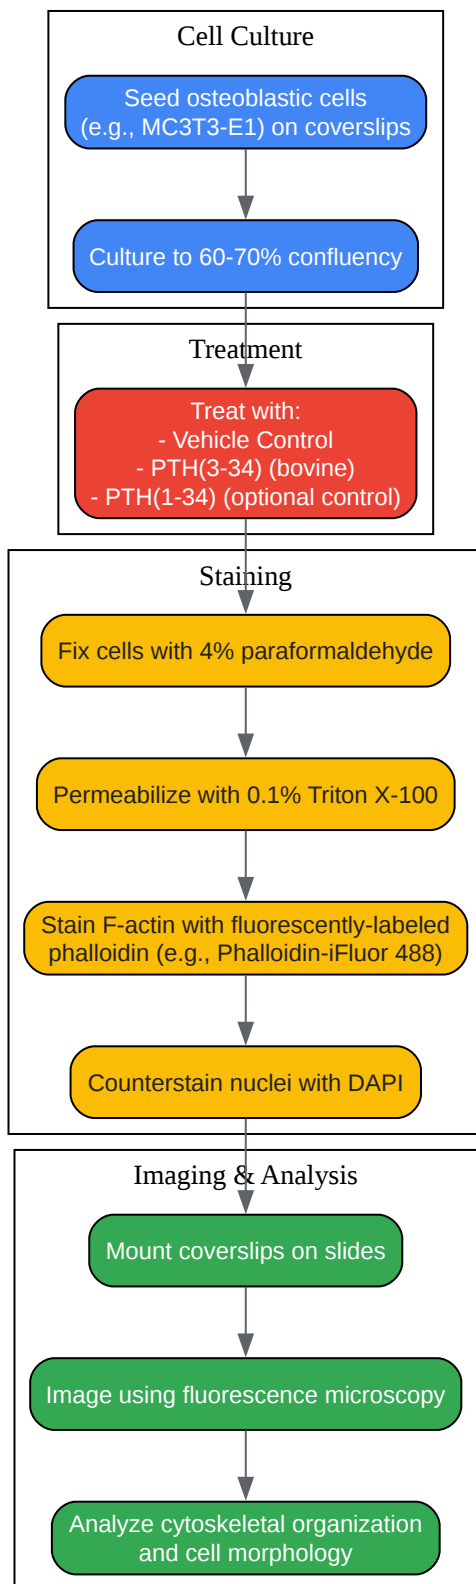 Cell Culture
Seed osteoblastic cells
(e.g., MC3T3-E1) on coverslips
Culture to 60-70% confluency
Treatment
Treat with:
- Vehicle Control
- PTH(3-34) (bovine)
- PTH(1-34) (optional control)
Staining
Fix cells with 4% paraformaldehyde
Permeabilize with 0.1% Triton X-100
Stain F-actin with fluorescently-labeled
phalloidin (e.g., Phalloidin-iFluor 488)
Counterstain nuclei with DAPI
Imaging & Analysis
Mount coverslips on slides
Image using fluorescence microscopy
Analyze cytoskeletal organization
and cell morphology